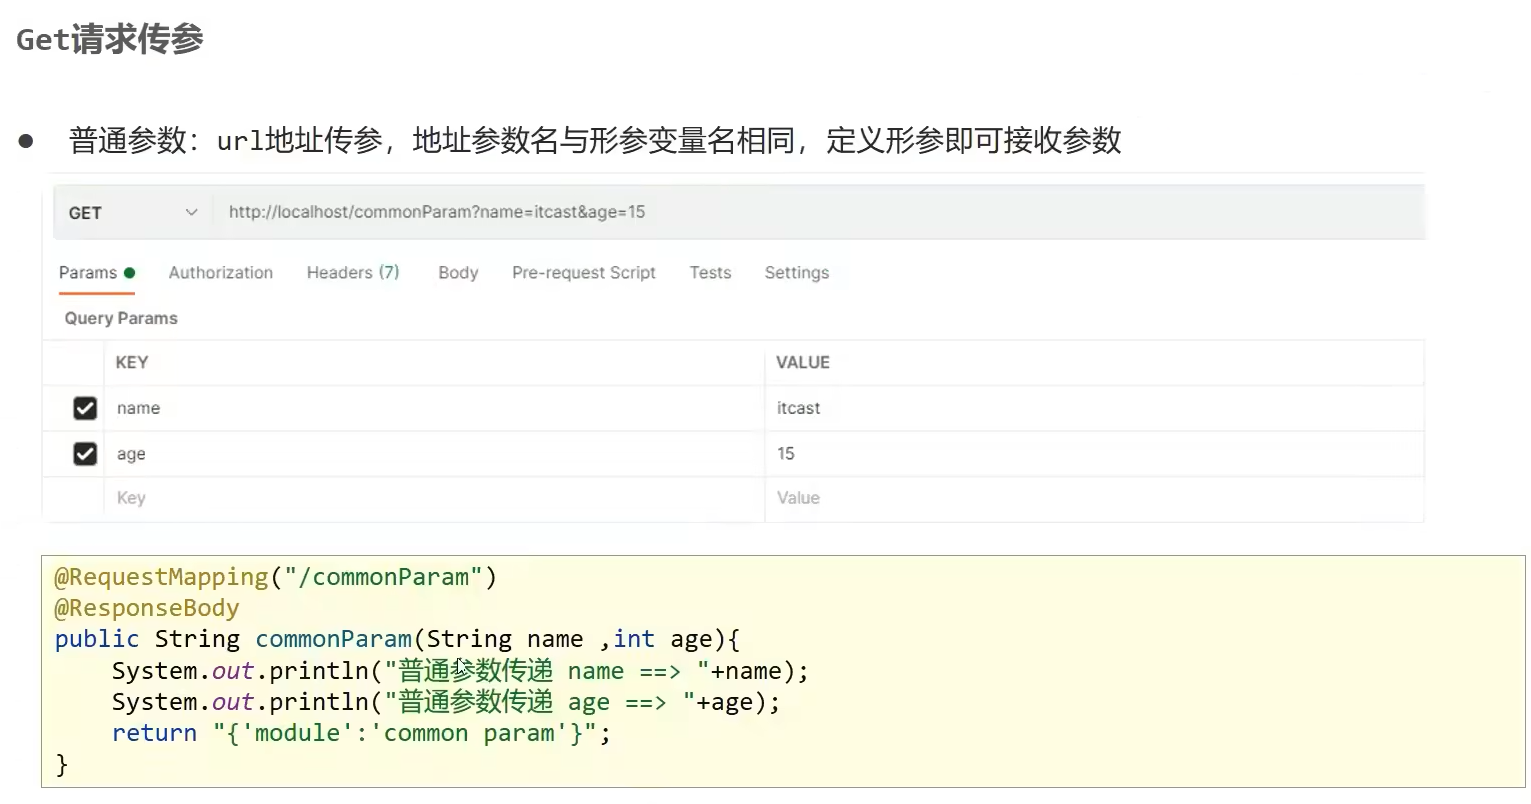 Get请求传参
● 普通参数：url地址传参，地址参数名与形参变量名相同，定义形参即可接收参数
GET http://localhost/commonParam?name=itcast&age=15
Params Authorization Headers (7) Body Pre-request Script Tests Settings
Query Params
KEY VALUE
name itcast
age 15
Key Value
@RequestMapping("/commonParam")
@ResponseBody
public String commonParam(String name ,int age){
    System.out.println("普通参数传递 name ==> "+name);
    System.out.println("普通参数传递 age ==> "+age);
    return "{'module':'common param'}";
}